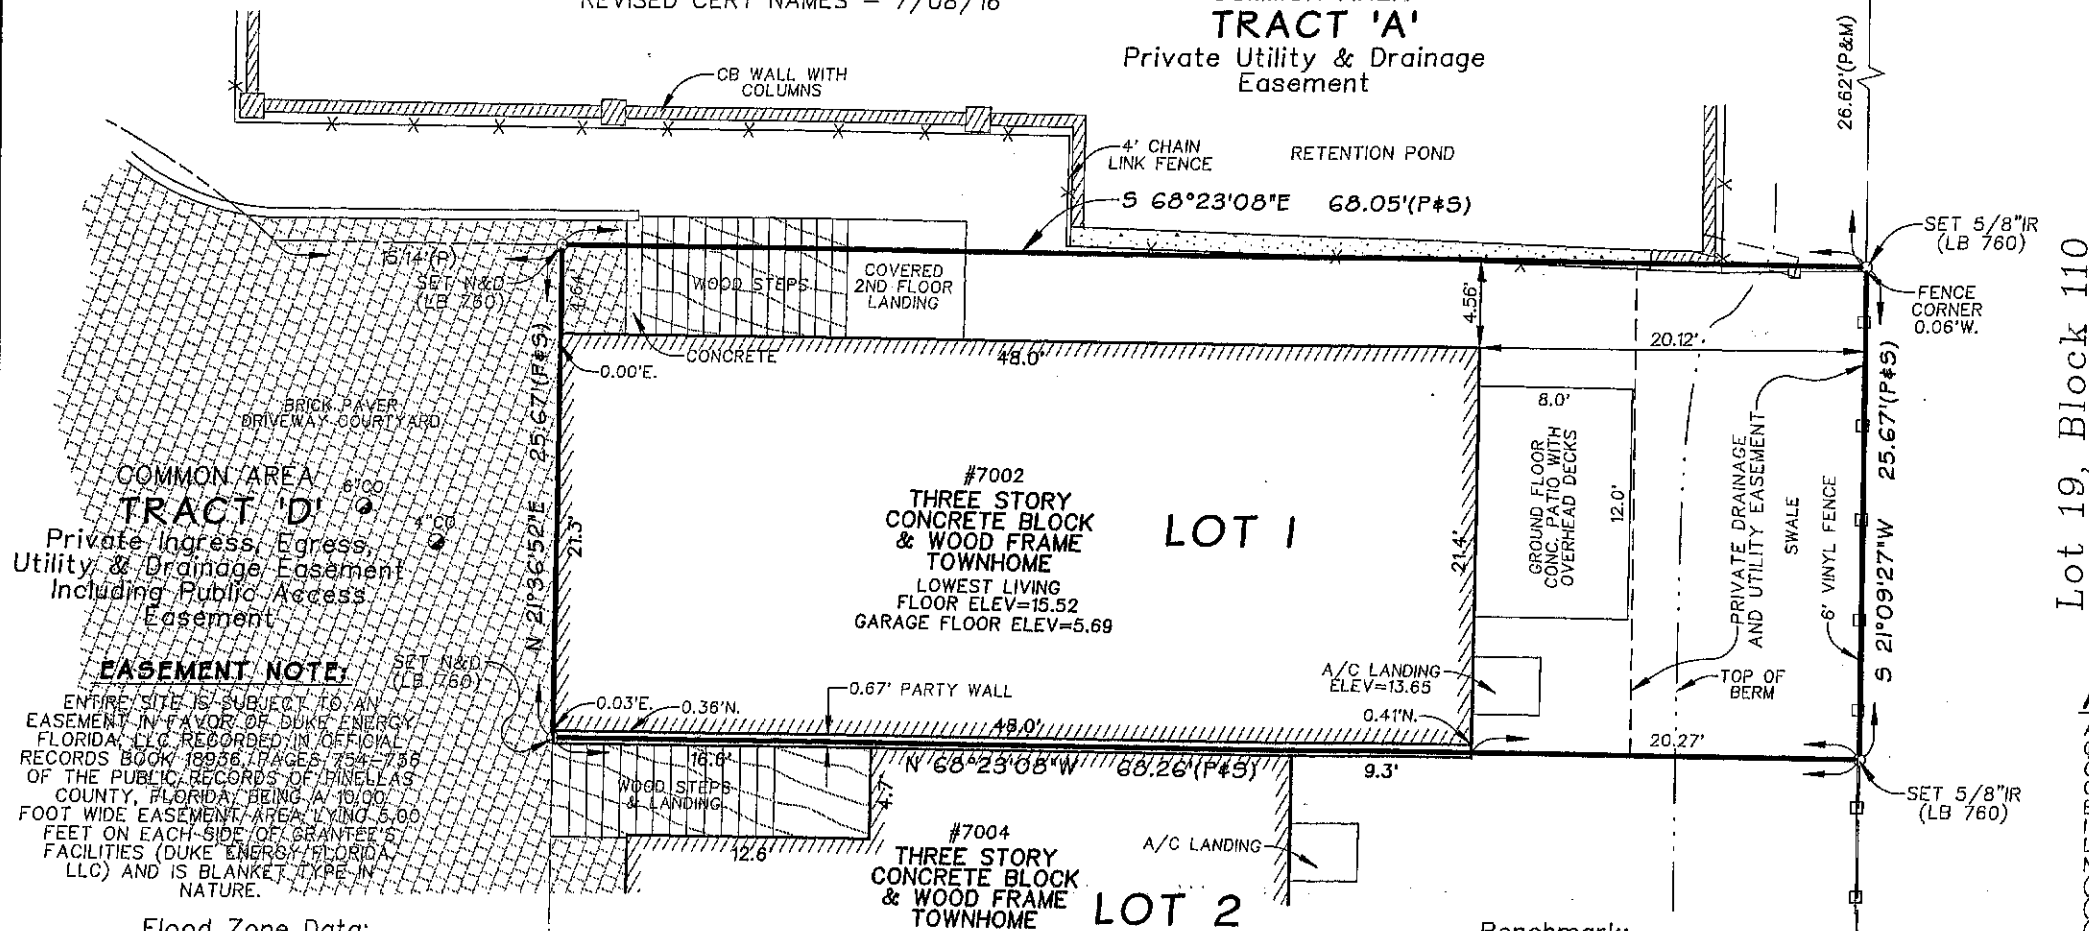 REVISED CERT NAMES - 7/08/16
TRACT 'A'
Private Utility & Drainage
Easement
26.62'(P&M)
CB WALL WITH
COLUMNS
4' CHAIN
LINK FENCE
RETENTION POND
S 68°23'08"E 68.05'(P&S)
SET 5/8"IR
(LB 760)
FENCE
CORNER
0.06'W.
15.14'(P)
SET N&D
(LB 760)
4.64'
WOOD STEPS
COVERED
2ND FLOOR
LANDING
CONCRETE
0.00'E.
48.0'
4.56'
20.12'
BRICK PAVER
DRIVEWAY COURTYARD
COMMON AREA
TRACT 'D'
6"CO
4"CO
Private Ingress, Egress,
Utility & Drainage Easement
Including Public Access
Easement
N 21°36'52"E 25.67'(P&S)
21.3'
#7002
THREE STORY
CONCRETE BLOCK
& WOOD FRAME
TOWNHOME
LOWEST LIVING
FLOOR ELEV=15.52
GARAGE FLOOR ELEV=5.69
LOT 1
21.4'
8.0'
12.0'
GROUND FLOOR
CONC. PATIO WITH
OVERHEAD DECKS
PRIVATE DRAINAGE
AND UTILITY EASEMENT
SWALE
6' VINYL FENCE
S 21°09'27"W 25.67'(P&S)
Lot 19, Block 110
EASEMENT NOTE:
ENTIRE SITE IS SUBJECT TO AN
EASEMENT IN FAVOR OF DUKE ENERGY
FLORIDA, LLC RECORDED IN OFFICIAL
RECORDS BOOK 18936, PAGES 754-756
OF THE PUBLIC RECORDS OF PINELLAS
COUNTY, FLORIDA, BEING A 10.00
FOOT WIDE EASEMENT AREA LYING 5.00
FEET ON EACH SIDE OF GRANTEE'S
FACILITIES (DUKE ENERGY FLORIDA,
LLC) AND IS BLANKET TYPE IN
NATURE.
SET N&D
(LB 760)
0.03'E.
0.36'N.
0.67' PARTY WALL
48.0'
A/C LANDING
ELEV=13.65
0.41'N.
TOP OF
BERM
20.27'
16.6'
N 68°23'08"W 68.26'(P&S)
9.3'
WOOD STEPS
& LANDING
4.7'
12.6'
#7004
THREE STORY
CONCRETE BLOCK
& WOOD FRAME
TOWNHOME
LOT 2
A/C LANDING
SET 5/8"IR
(LB 760)
Flood Zone Data:
Benchmark: